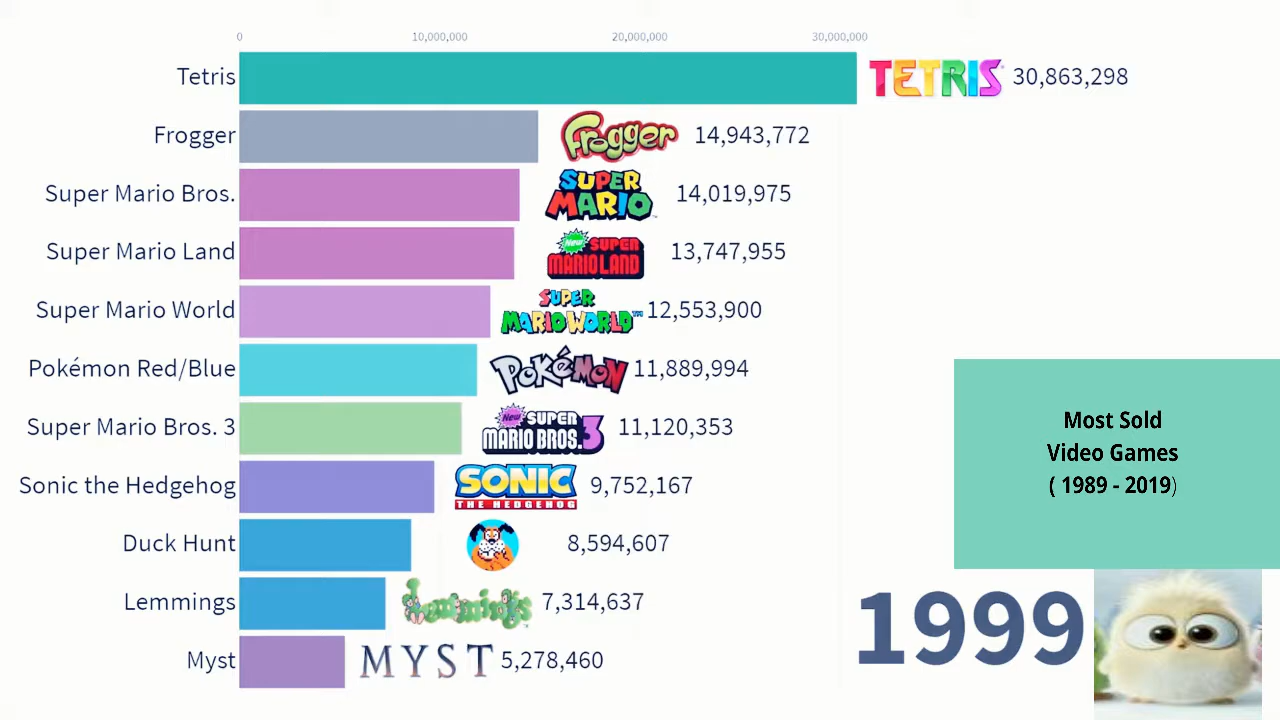 0 10,000,000 20,000,000 30,000,000
Tetris TETRIS 30,863,298
Frogger Frogger 14,943,772
Super Mario Bros. SUPER MARIO 14,019,975
Super Mario Land New SUPER MARIO LAND 13,747,955
Super Mario World SUPER MARIO WORLD™ 12,553,900
Pokémon Red/Blue POKéMON 11,889,994
Super Mario Bros. 3 New SUPER MARIO BROS. 3 11,120,353
Sonic the Hedgehog SONIC THE HEDGEHOG 9,752,167
Duck Hunt 8,594,607
Lemmings Lemmings 7,314,637
Myst MYST 5,278,460
Most Sold
Video Games
( 1989 - 2019)
1999